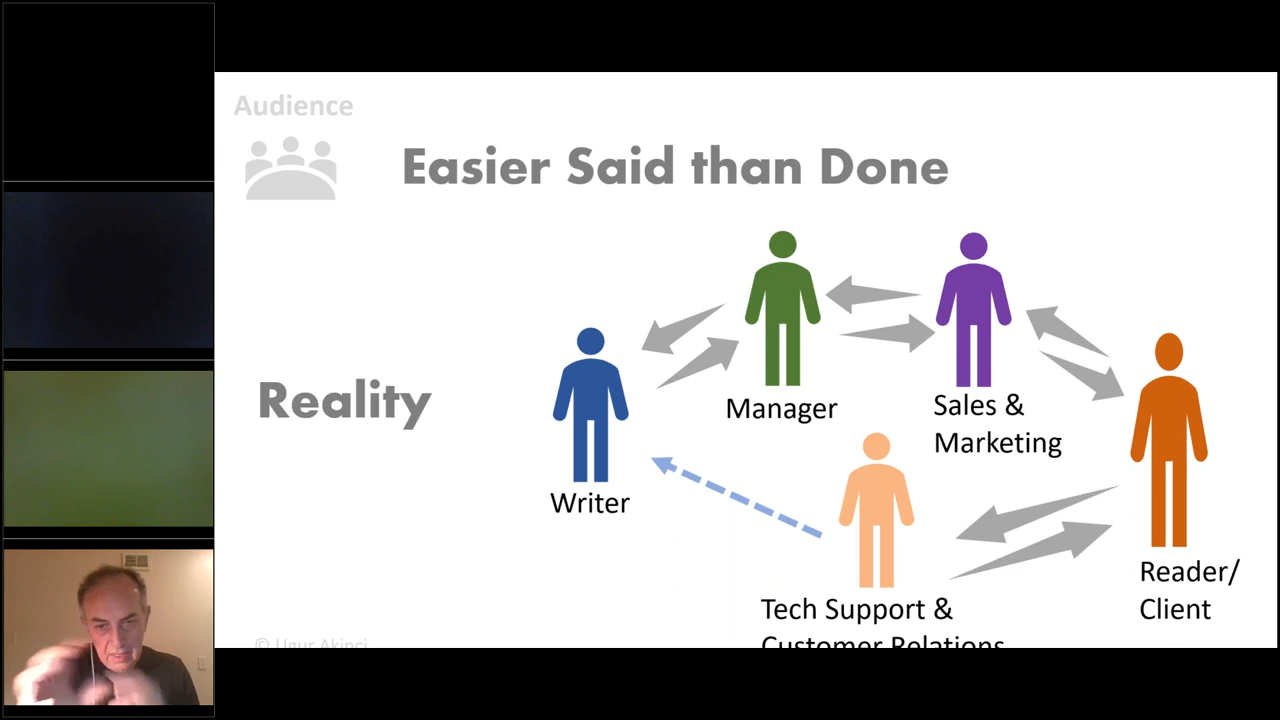 Audience
Easier Said than Done
Reality
Manager
Sales &
Marketing
Writer
Reader/
Client
Tech Support &
Customer Relations
© Ugur Akinci